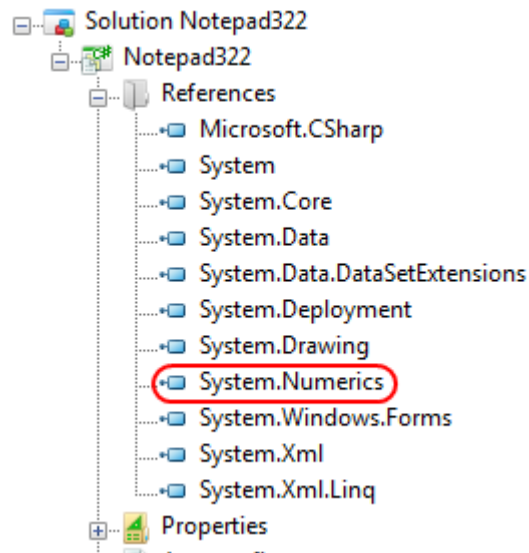 Solution Notepad322
Notepad322
References
Microsoft.CSharp
System
System.Core
System.Data
System.Data.DataSetExtensions
System.Deployment
System.Drawing
System.Numerics
System.Windows.Forms
System.Xml
System.Xml.Linq
Properties